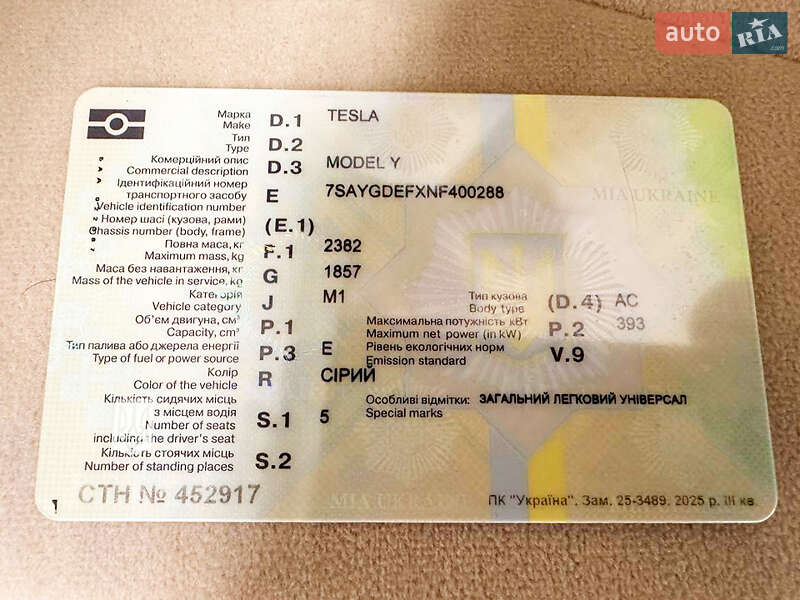 auto RIA .com
Марка D.1 TESLA
Make
Тип D.2
Type
Комерційний опис D.3 MODEL Y
Commercial description
Ідентифікаційний номер
транспортного засобу E 7SAYGDEFXNF400288
Vehicle identification number
Номер шасі (кузова, рами) (E.1)
Chassis number (body, frame)
Повна маса, кг F.1 2382
Maximum mass, kg
Маса без навантаження, кг G 1857
Mass of the vehicle in service, kg
Категорія J M1 Тип кузова (D.4) AC
Vehicle category Body type
Об'єм двигуна, см³ P.1 Максимальна потужність кВт P.2 393
Capacity, cm³ Maximum net power (in kW)
Тип палива або джерела енергії P.3 E Рівень екологічних норм V.9
Type of fuel or power source Emission standard
Колір R СІРИЙ
Color of the vehicle
Кількість сидячих місць Особливі відмітки: ЗАГАЛЬНИЙ ЛЕГКОВИЙ УНІВЕРСАЛ
з місцем водія S.1 5 Special marks
Number of seats
including the driver's seat
Кількість стоячих місць S.2
Number of standing places
СТН № 452917
ПК "Україна". Зам. 25-3489. 2025 р. III кв.
MIA UKRAINE
MIA UKRAINE